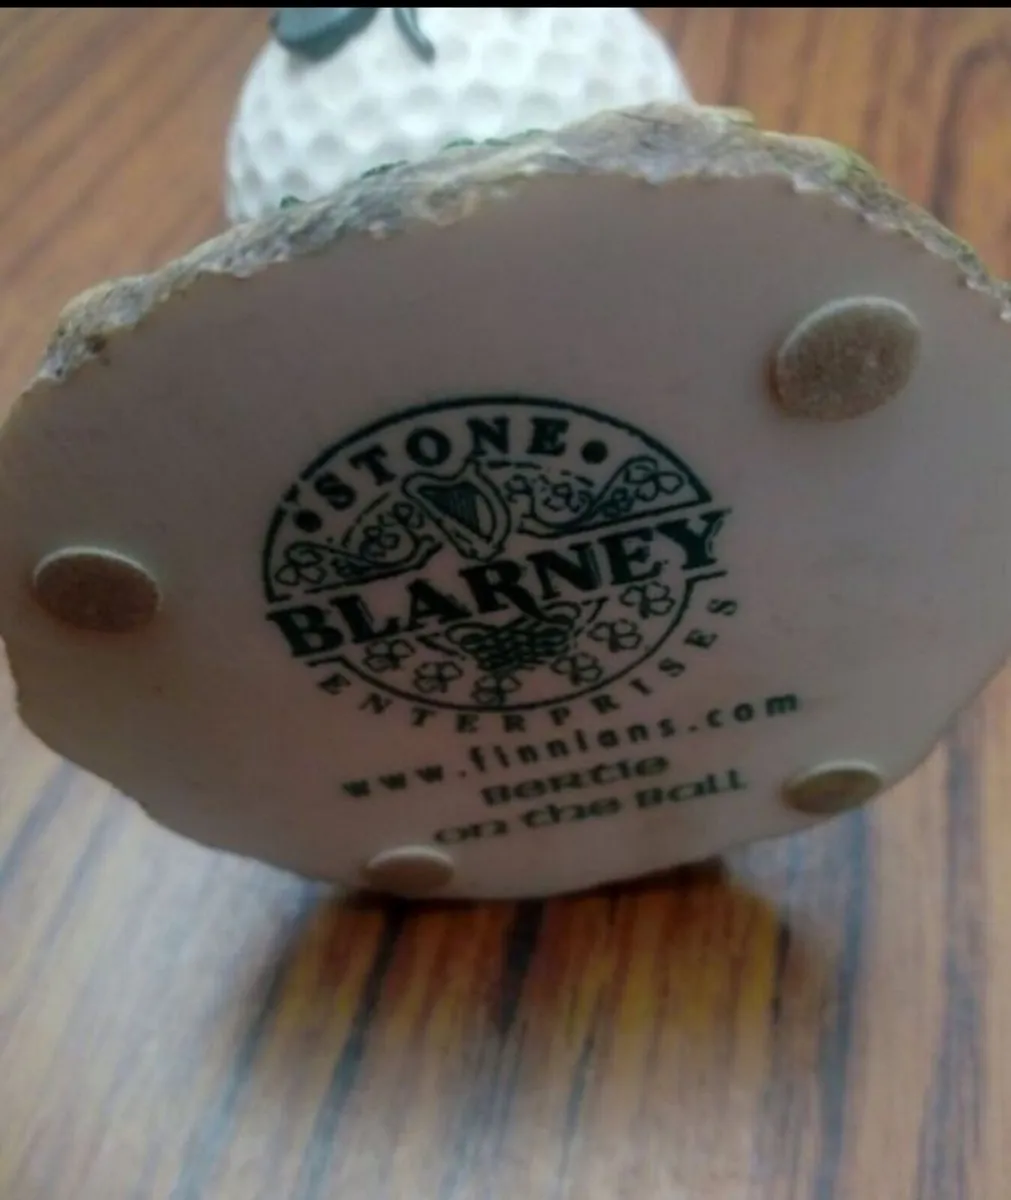 STONE
BLARNEY
ENTERPRISES
www.finnians.com
Bertie
on the Ball